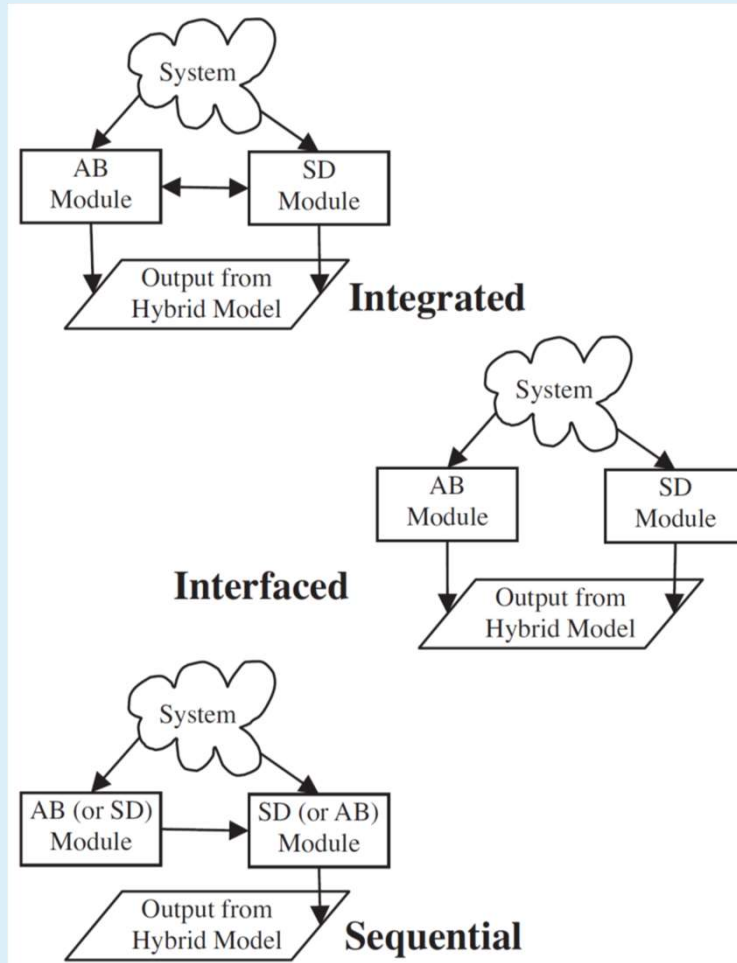 System
AB
Module
SD
Module
Output from
Hybrid Model
Integrated
System
AB
Module
SD
Module
Interfaced
Output from
Hybrid Model
System
AB (or SD)
Module
SD (or AB)
Module
Output from
Hybrid Model
Sequential